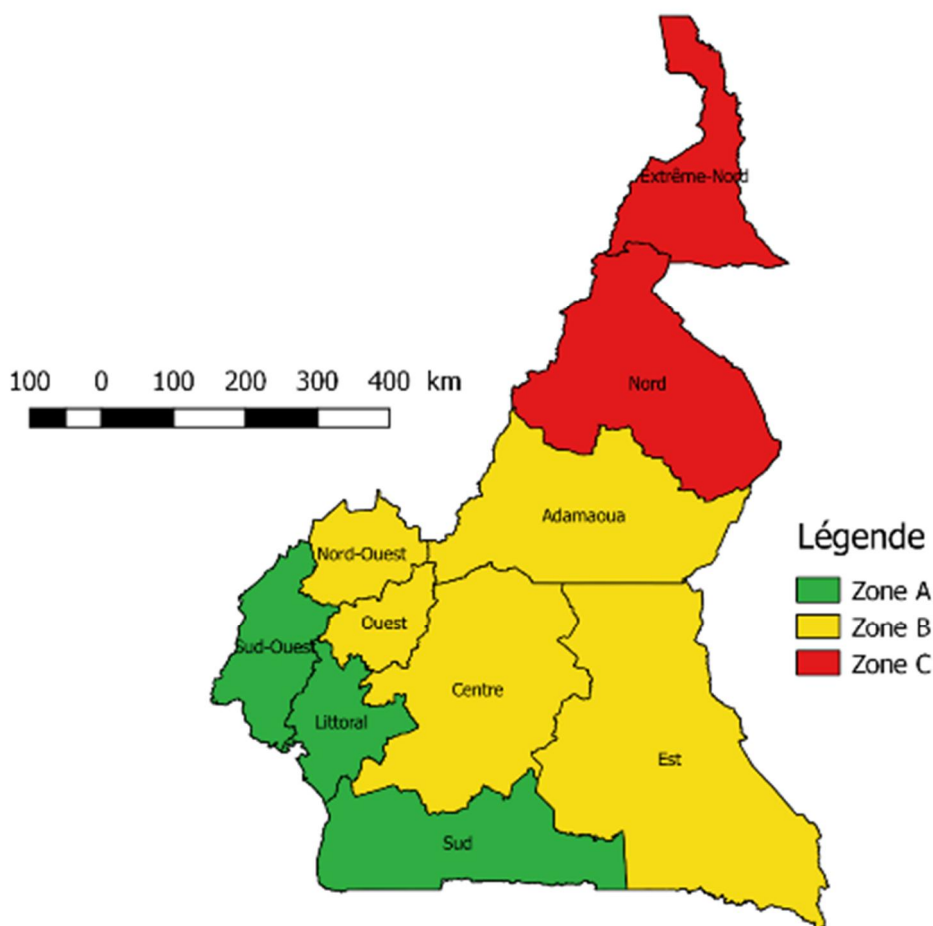 Extrême-Nord
100 0 100 200 300 400 km
Nord
Adamaoua
Légende
Nord-Ouest
Zone A
Ouest
Zone B
Sud-Ouest
Zone C
Centre
Littoral
Est
Sud